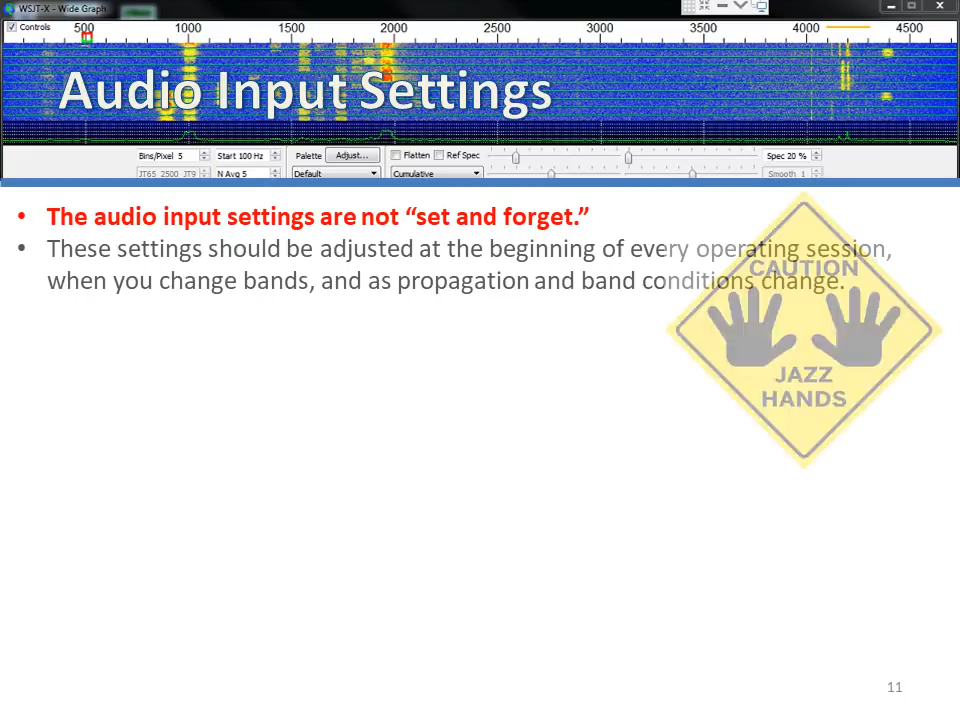 WSJT-X - Wide Graph
Controls 500 1000 1500 2000 2500 3000 3500 4000 4500
Audio Input Settings
Bins/Pixel 5 Start 100 Hz Palette Adjust... Flatten Ref Spec Spec 20 %
JT65 2500 JT9 N Avg 5 Default Cumulative Smooth 1
• The audio input settings are not “set and forget.”
• These settings should be adjusted at the beginning of every operating session,
when you change bands, and as propagation and band conditions change.
CAUTION
JAZZ
HANDS
11